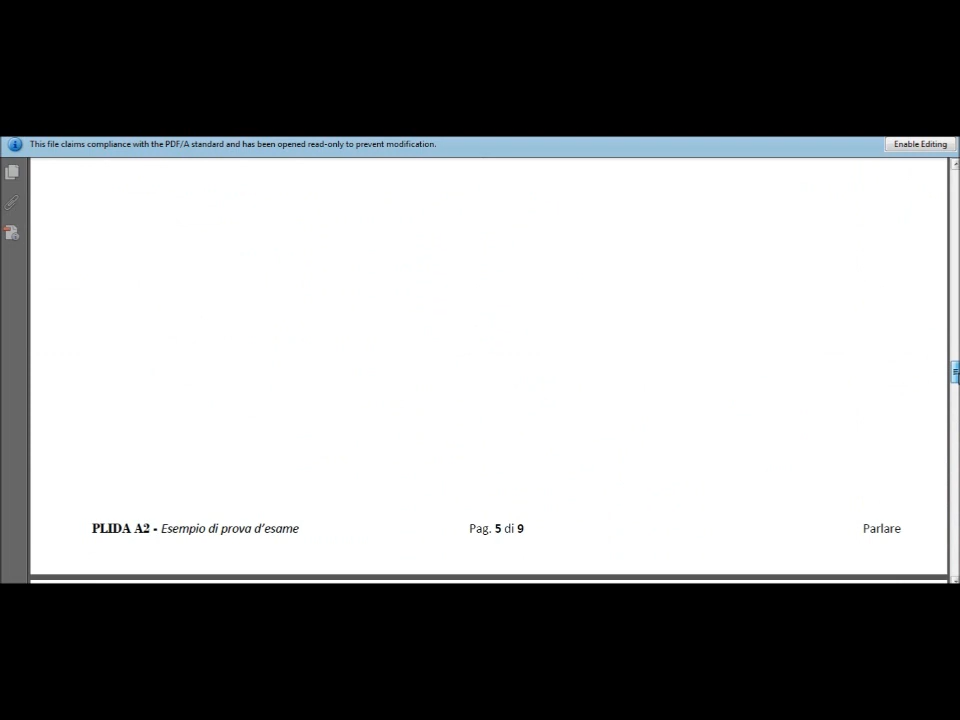 This file claims compliance with the PDF/A standard and has been opened read-only to prevent modification.
Enable Editing
PLIDA A2 - Esempio di prova d'esame
Pag. 5 di 9
Parlare